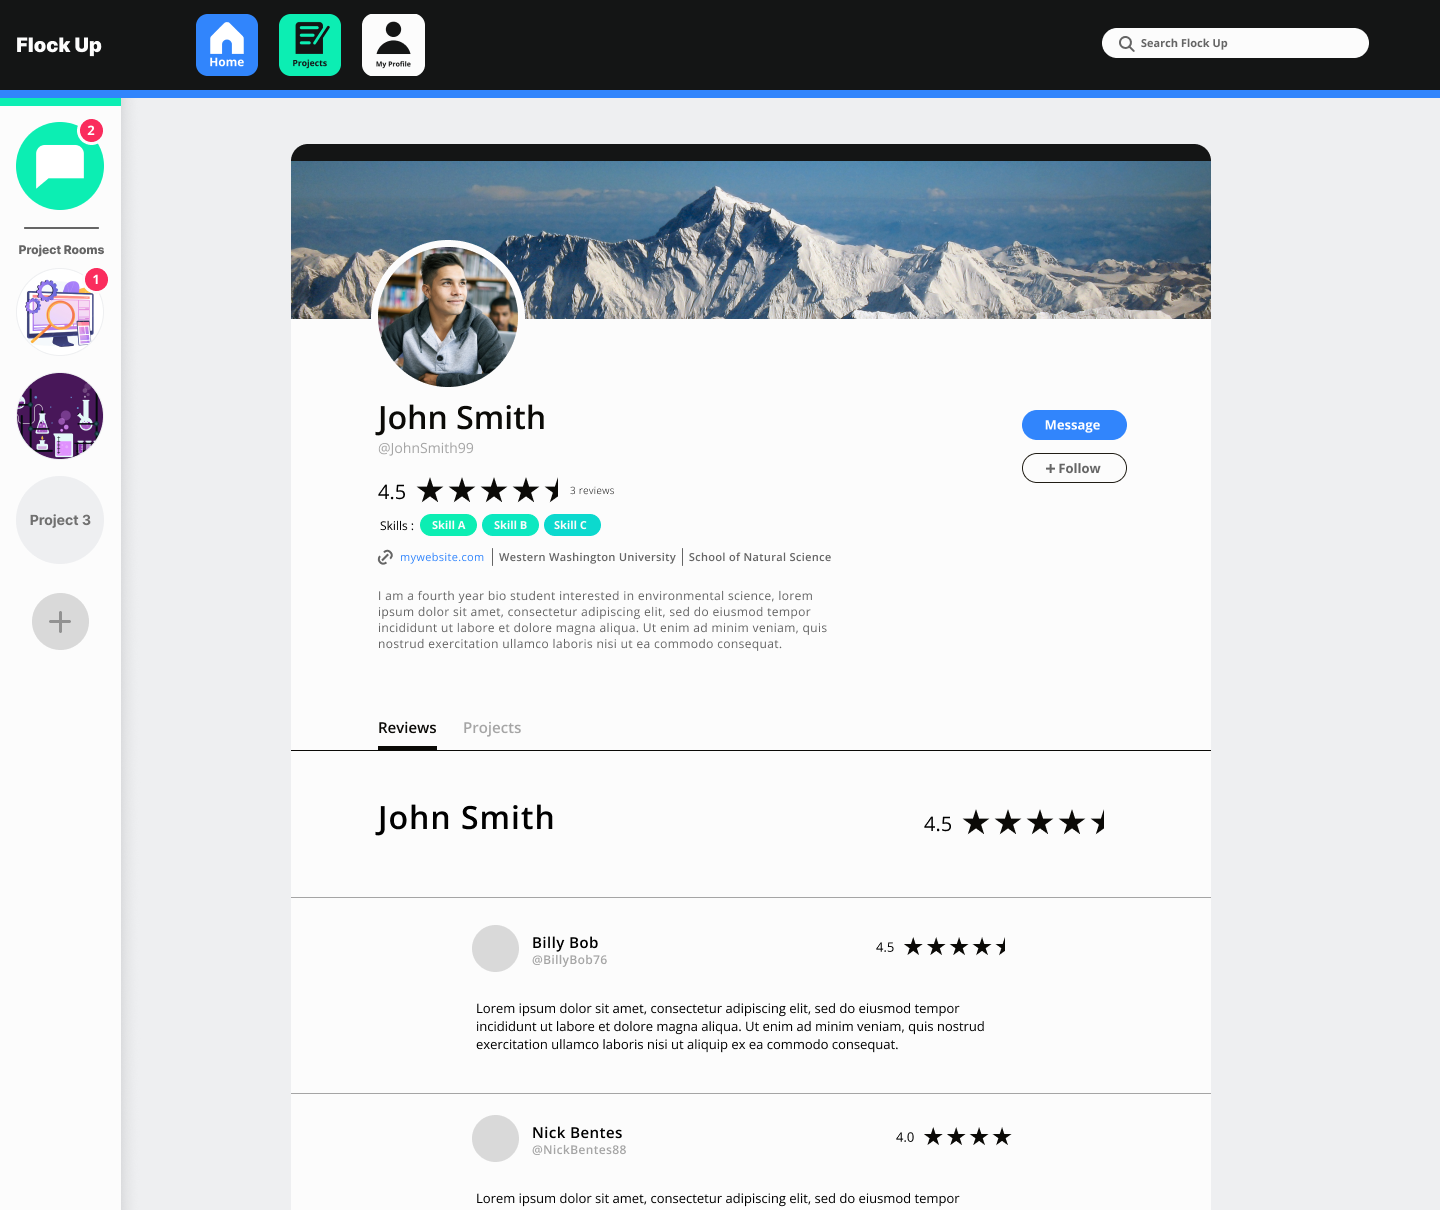 Flock Up
Home
Projects
My Profile
Search Flock Up
2
Project Rooms
1
Project 3
John Smith
@JohnSmith99
Message
+ Follow
4.5
3 reviews
Skills :
Skill A
Skill B
Skill C
mywebsite.com
Western Washington University
School of Natural Science
I am a fourth year bio student interested in environmental science, lorem
ipsum dolor sit amet, consectetur adipiscing elit, sed do eiusmod tempor
incididunt ut labore et dolore magna aliqua. Ut enim ad minim veniam, quis
nostrud exercitation ullamco laboris nisi ut ea commodo consequat.
Reviews
Projects
John Smith
4.5
Billy Bob
@BillyBob76
4.5
Lorem ipsum dolor sit amet, consectetur adipiscing elit, sed do eiusmod tempor
incididunt ut labore et dolore magna aliqua. Ut enim ad minim veniam, quis nostrud
exercitation ullamco laboris nisi ut aliquip ex ea commodo consequat.
Nick Bentes
@NickBentes88
4.0
Lorem ipsum dolor sit amet, consectetur adipiscing elit, sed do eiusmod tempor